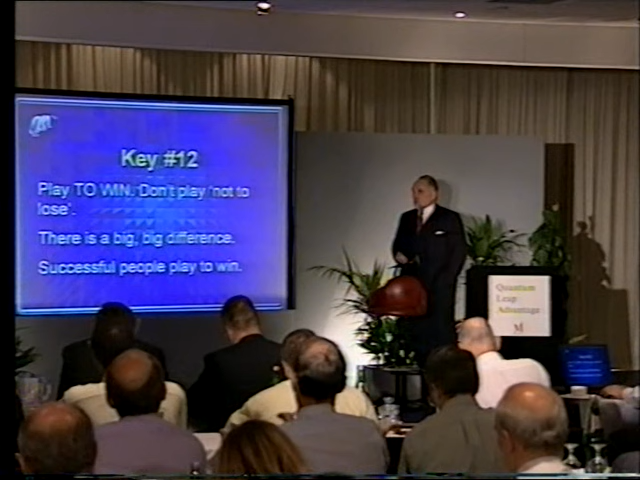 Key #12
Play TO WIN. Don't play 'not to
lose'.
There is a big, big difference.
Successful people play to win.
Quantum
Leap
Advantage